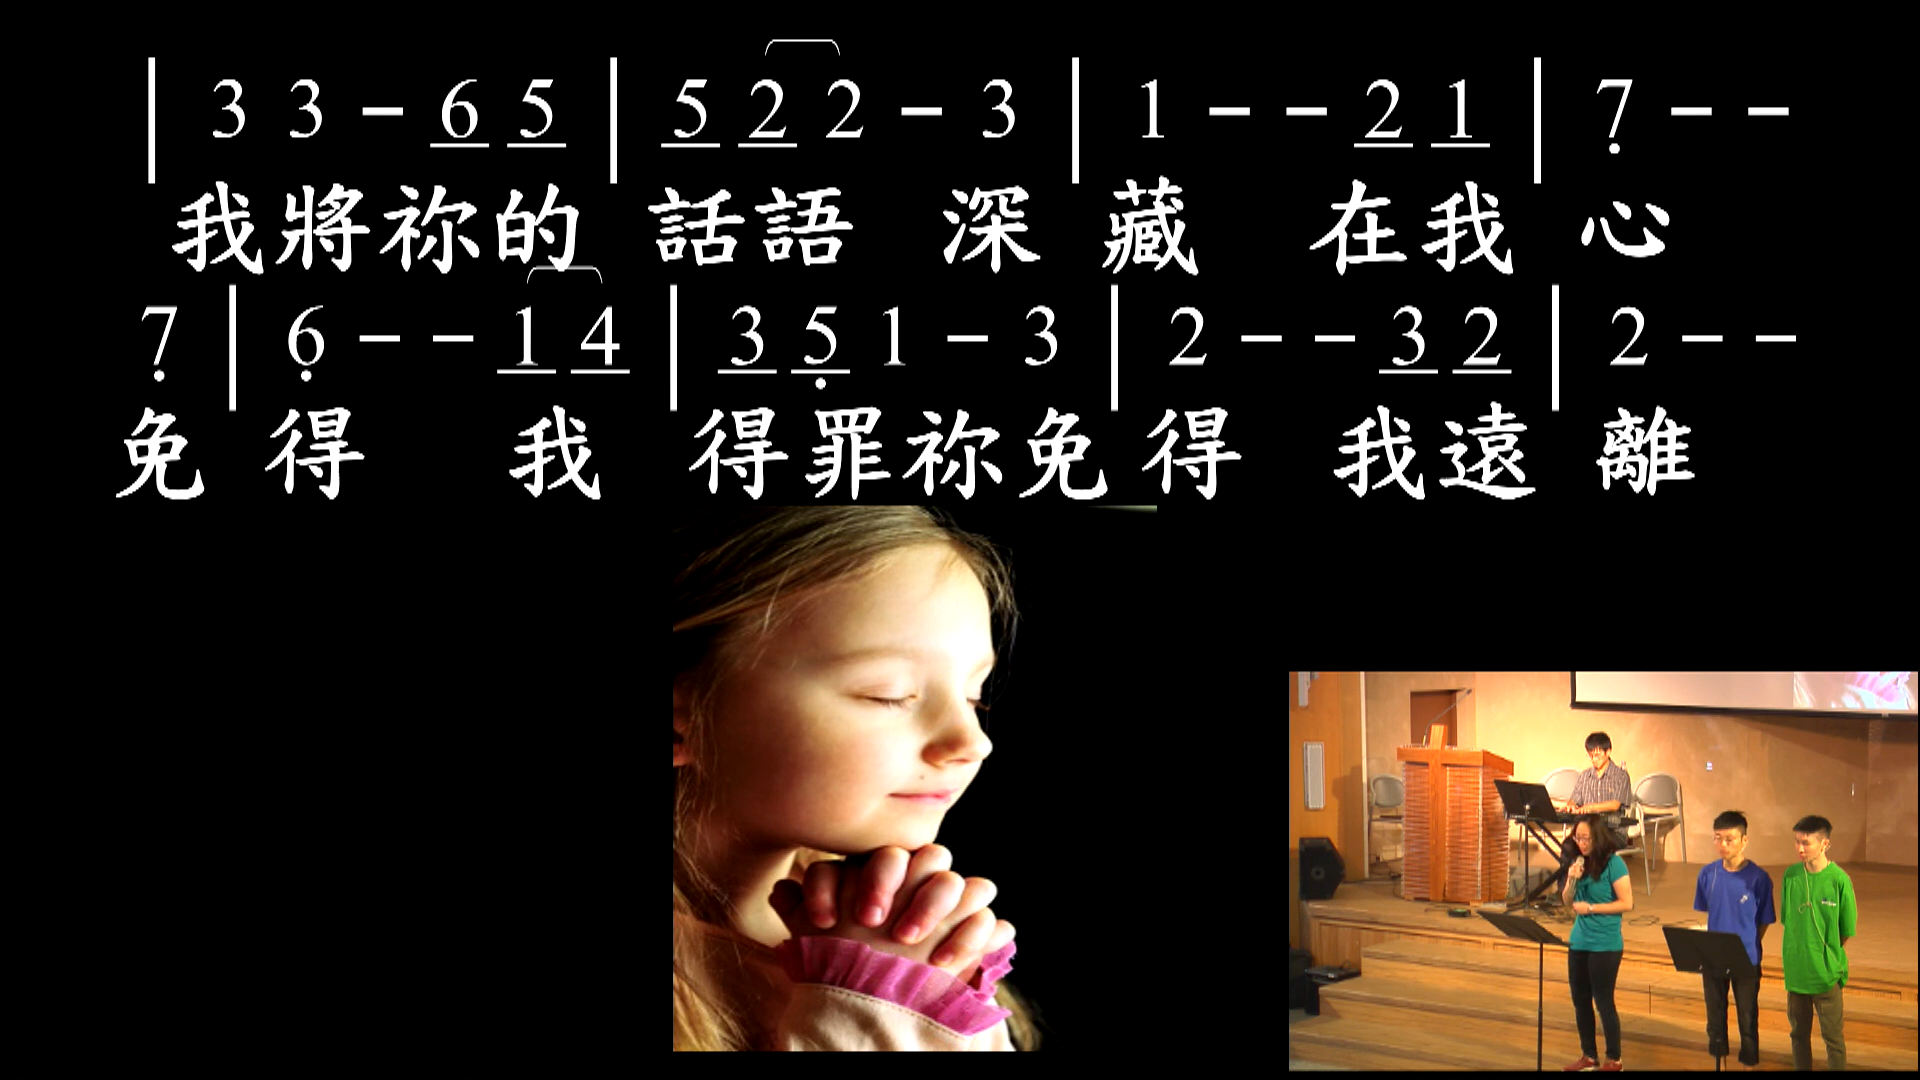 | 3 3 - 6 5 | 5 2 2 - 3 | 1 - - 2 1 | 7̣ - -
我將祢的 話語 深 藏 在我 心
7̣ | 6̣ - - 1 4 | 3 5̣ 1 - 3 | 2 - - 3 2 | 2 - -
免 得 我 得罪祢免 得 我遠 離